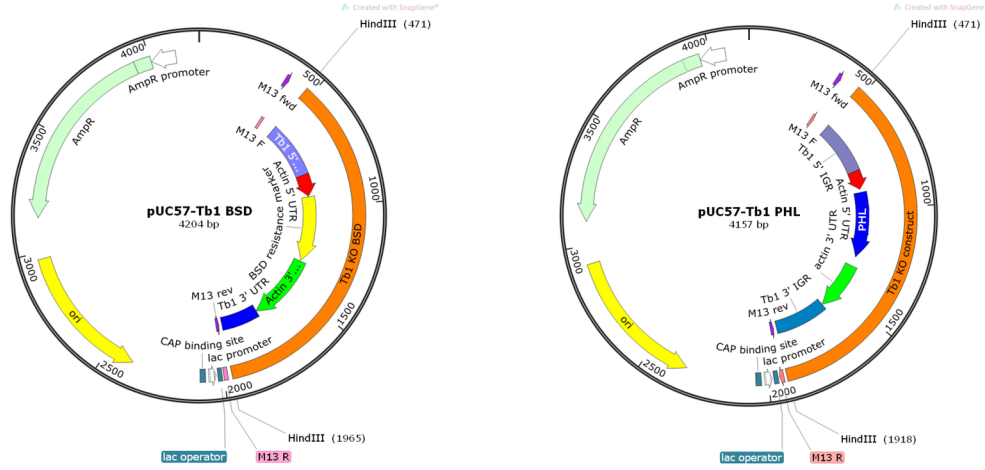 Created with SnapGene®
HindIII (471)
4000
AmpR promoter
500
M13 fwd
AmpR
3500
M13 F
Tb1 5' ...
Actin 5' UTR
1000
pUC57-Tb1 BSD
4204 bp
BSD resistance marker
Tb1 KO BSD
3000
Actin 3' ...
Tb1 3' UTR
M13 rev
ori
1500
CAP binding site
lac promoter
2500
2000
HindIII (1965)
lac operator
M13 R
Created with SnapGene
HindIII (471)
4000
AmpR promoter
500
M13 fwd
AmpR
3500
M13 F
Tb1 5' IGR
Actin 5' UTR
1000
pUC57-Tb1 PHL
4157 bp
PHL
actin 3' UTR
Tb1 KO construct
3000
Tb1 3' IGR
M13 rev
ori
1500
CAP binding site
lac promoter
2500
2000
HindIII (1918)
lac operator
M13 R